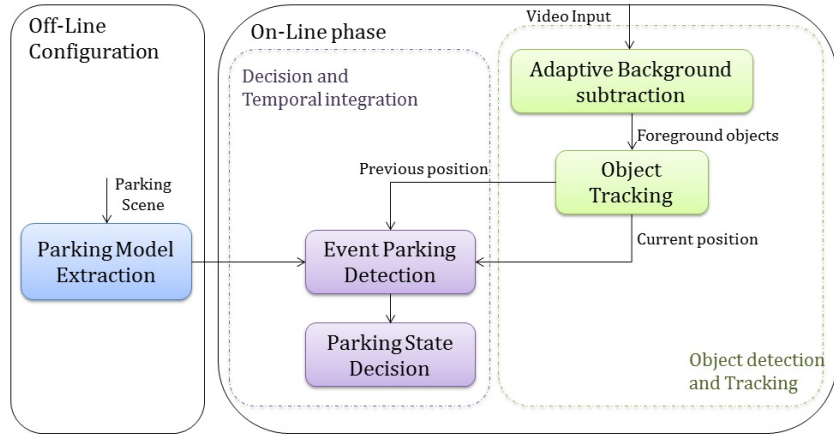 Off-Line
Configuration
Parking
Scene
Parking Model
Extraction
On-Line phase
Decision and
Temporal integration
Previous position
Event Parking
Detection
Parking State
Decision
Video Input
Adaptive Background
subtraction
Foreground objects
Object
Tracking
Current position
Object detection
and Tracking